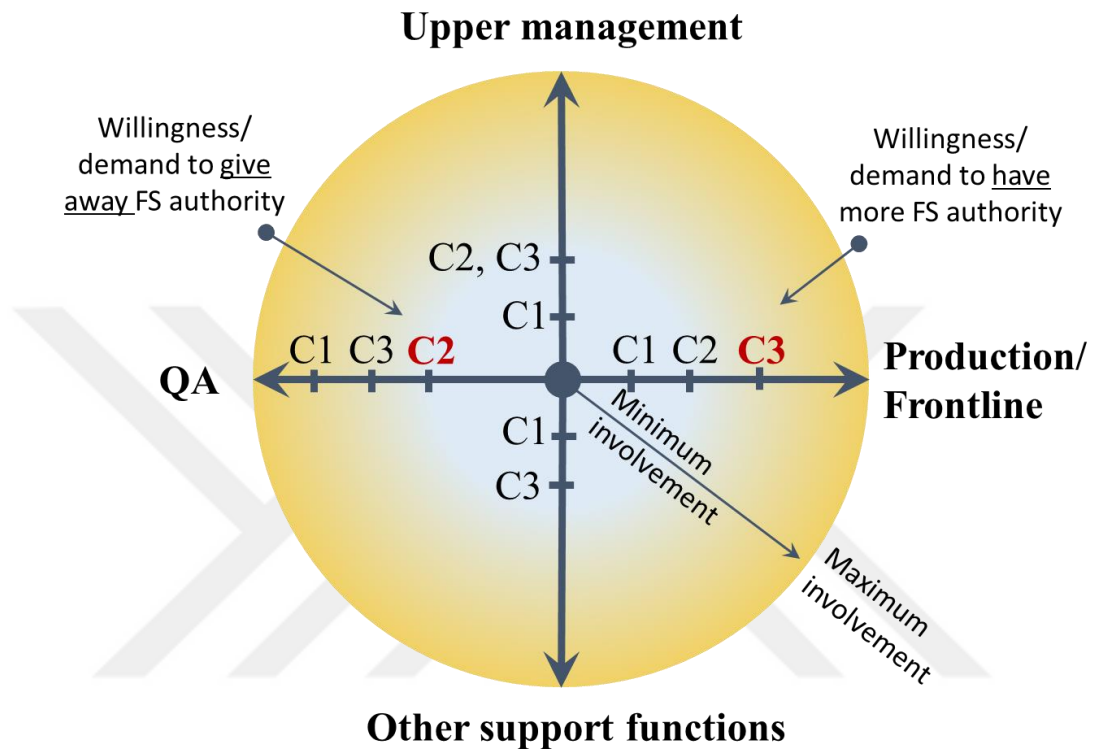 Upper management
Willingness/
demand to give
away FS authority
Willingness/
demand to have
more FS authority
C2, C3
C1
C1 C3 C2
C1 C2 C3
QA
Production/
Frontline
C1
C3
Minimum
involvement
Maximum
involvement
Other support functions